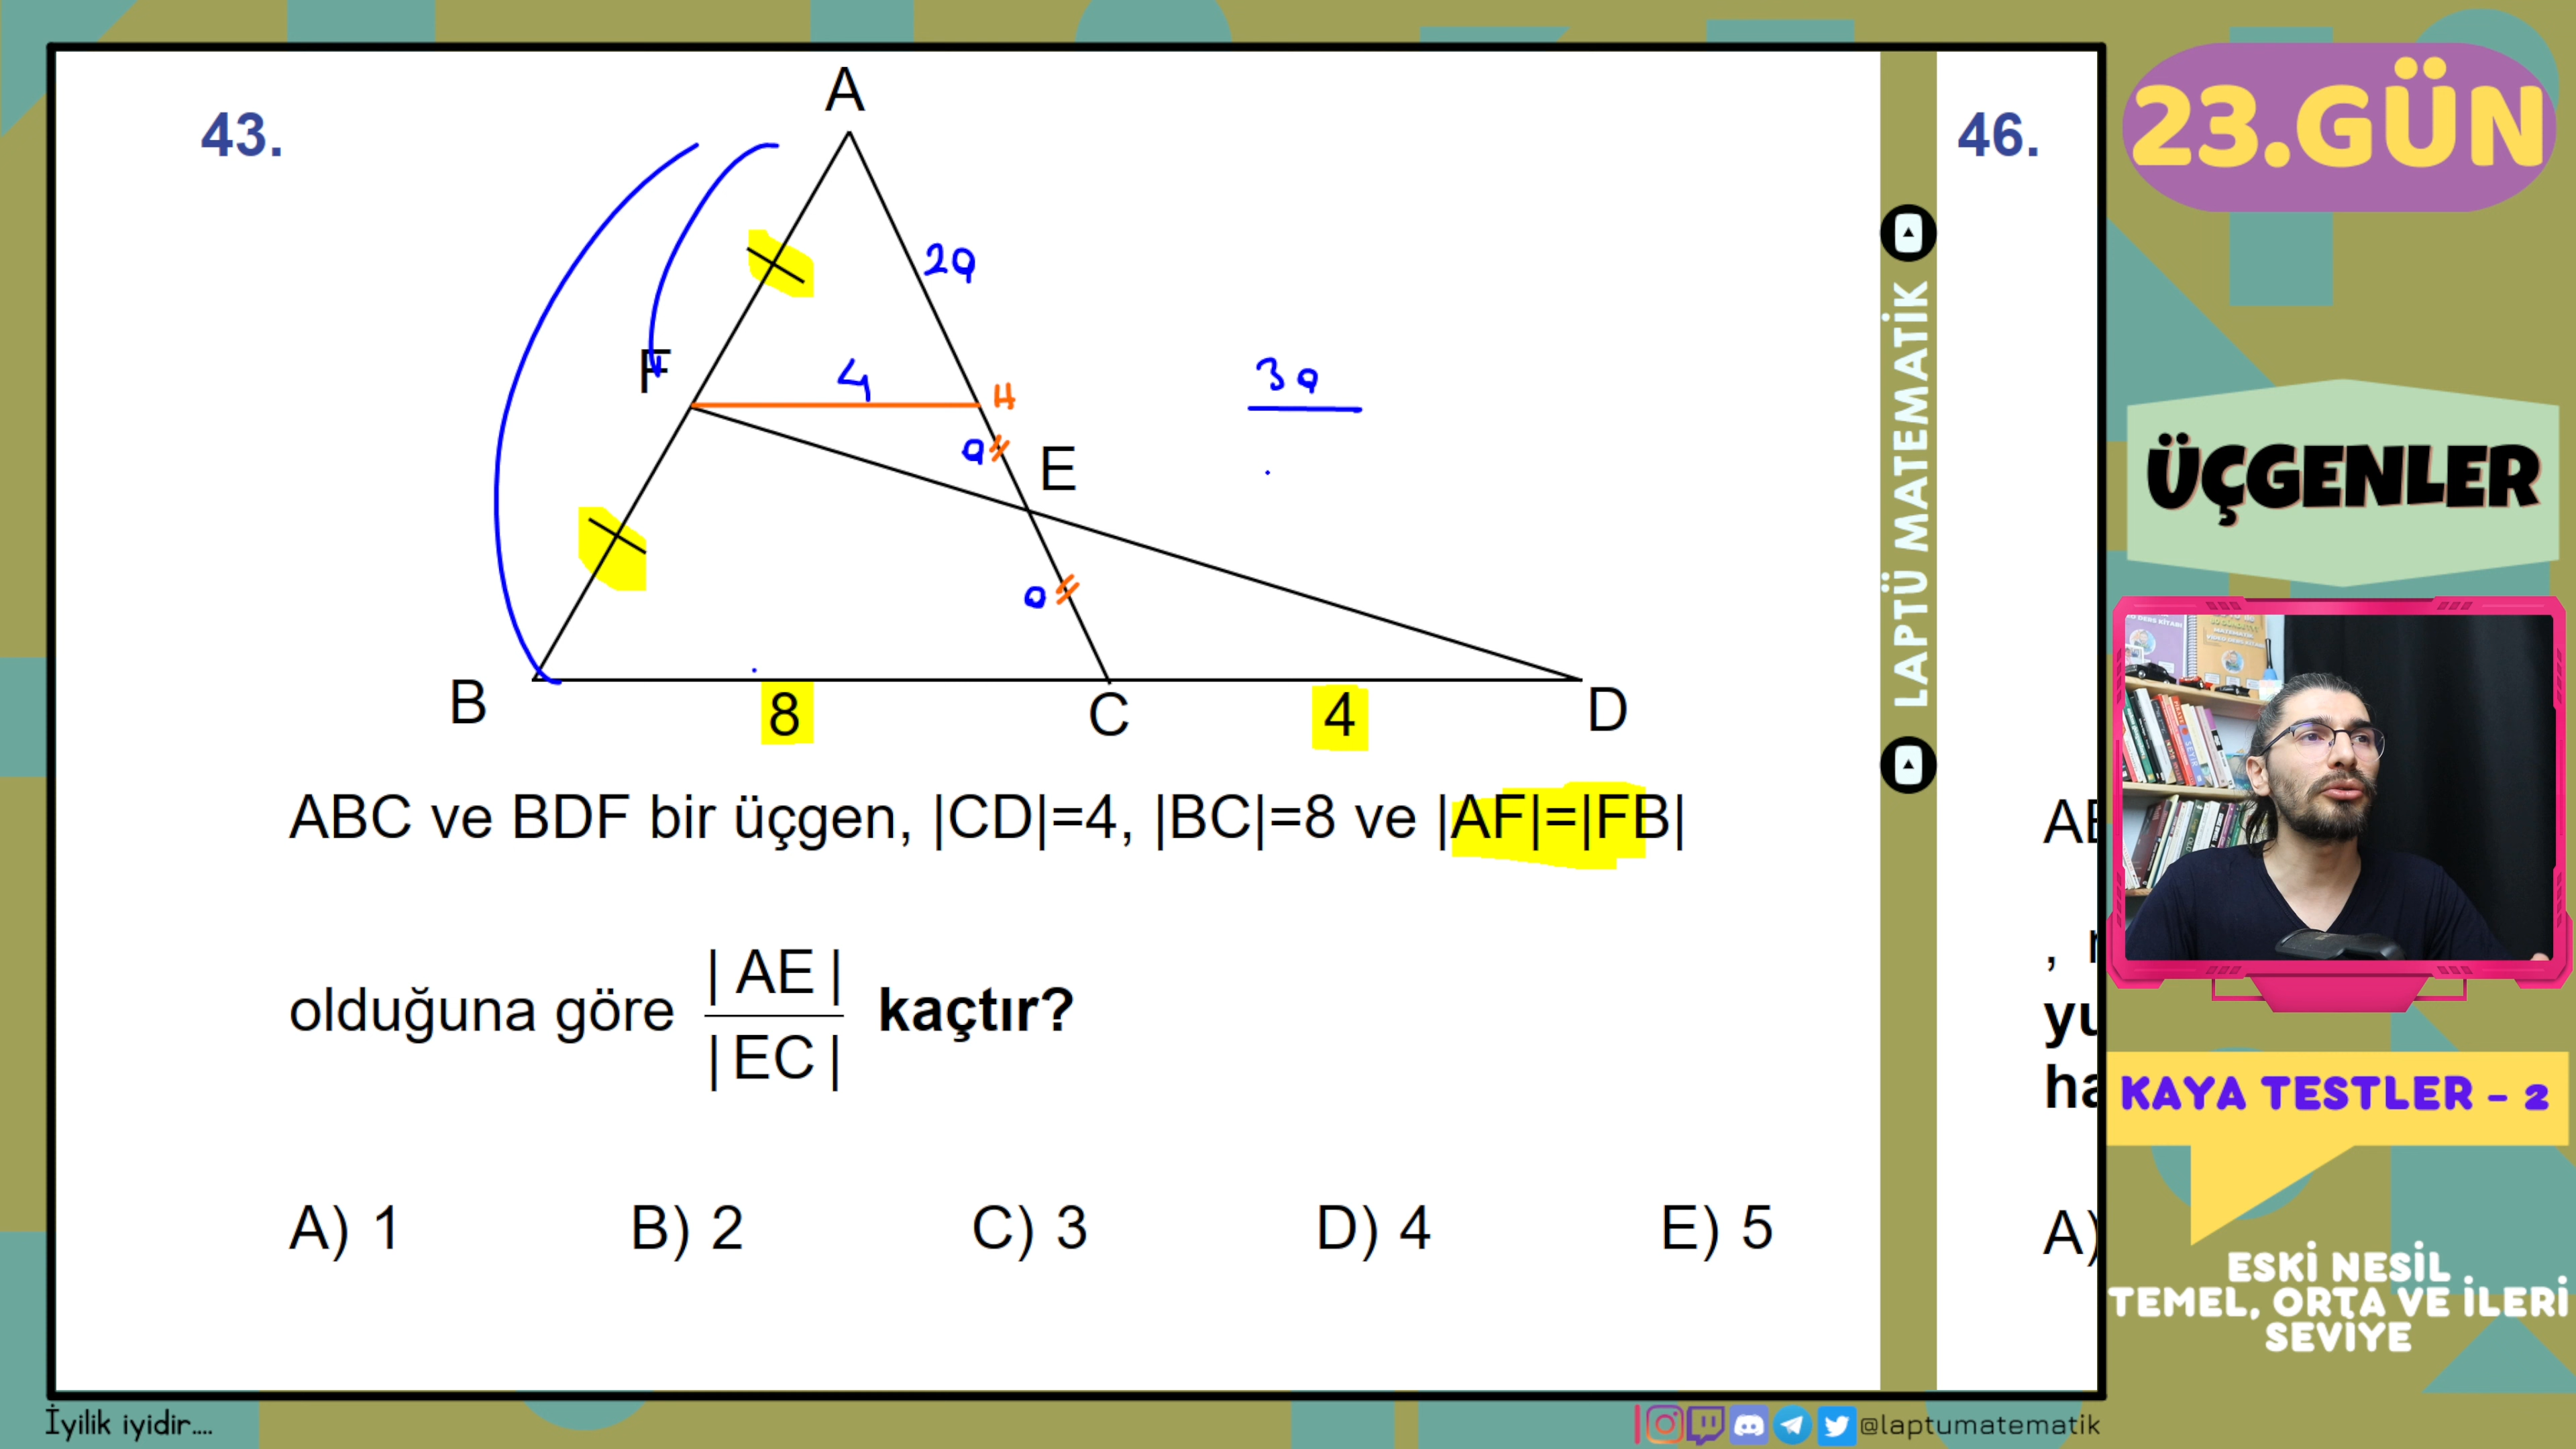 43.
A
2a
F
4
H
3a
a
E
a
B
8
C
4
D
ABC ve BDF bir üçgen, |CD|=4, |BC|=8 ve |AF|=|FB|
olduğuna göre |AE| / |EC| kaçtır?
A) 1 B) 2 C) 3 D) 4 E) 5
LAPTÜ MATEMATİK
46.
, 
yu
ha
A)
23.GÜN
ÜÇGENLER
KAYA TESTLER - 2
ESKİ NESİL
TEMEL, ORTA VE İLERİ
SEVİYE
İyilik iyidir....
@laptumatematik